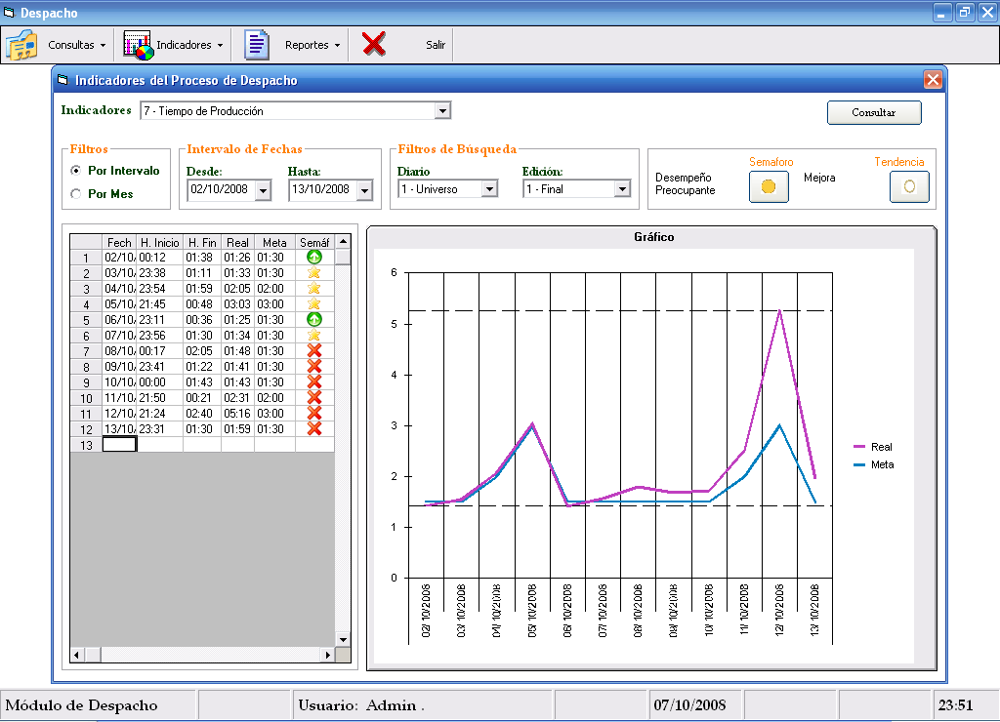 Despacho
Consultas Indicadores Reportes Salir
Indicadores del Proceso de Despacho
Indicadores 7 - Tiempo de Producción Consultar
Filtros
Por Intervalo
Por Mes
Intervalo de Fechas
Desde: Hasta:
02/10/2008 13/10/2008
Filtros de Búsqueda
Diario Edición:
1 - Universo 1 - Final
Desempeño
Preocupante
Semaforo
Mejora
Tendencia
Fech H. Inicio H. Fin Real Meta Semáf
1 02/10/ 00:12 01:38 01:26 01:30
2 03/10/ 23:38 01:11 01:33 01:30
3 04/10/ 23:54 01:59 02:05 02:00
4 05/10/ 21:45 00:48 03:03 03:00
5 06/10/ 23:11 00:36 01:25 01:30
6 07/10/ 23:56 01:30 01:34 01:30
7 08/10/ 00:17 02:05 01:48 01:30
8 09/10/ 23:41 01:22 01:41 01:30
9 10/10/ 00:00 01:43 01:43 01:30
10 11/10/ 21:50 00:21 02:31 02:00
11 12/10/ 21:24 02:40 05:16 03:00
12 13/10/ 23:31 01:30 01:59 01:30
13
Gráfico
6
5
4
3
2
1
0
02/10/2008
03/10/2008
04/10/2008
05/10/2008
06/10/2008
07/10/2008
08/10/2008
09/10/2008
10/10/2008
11/10/2008
12/10/2008
13/10/2008
Real
Meta
Módulo de Despacho Usuario: Admin . 07/10/2008 23:51